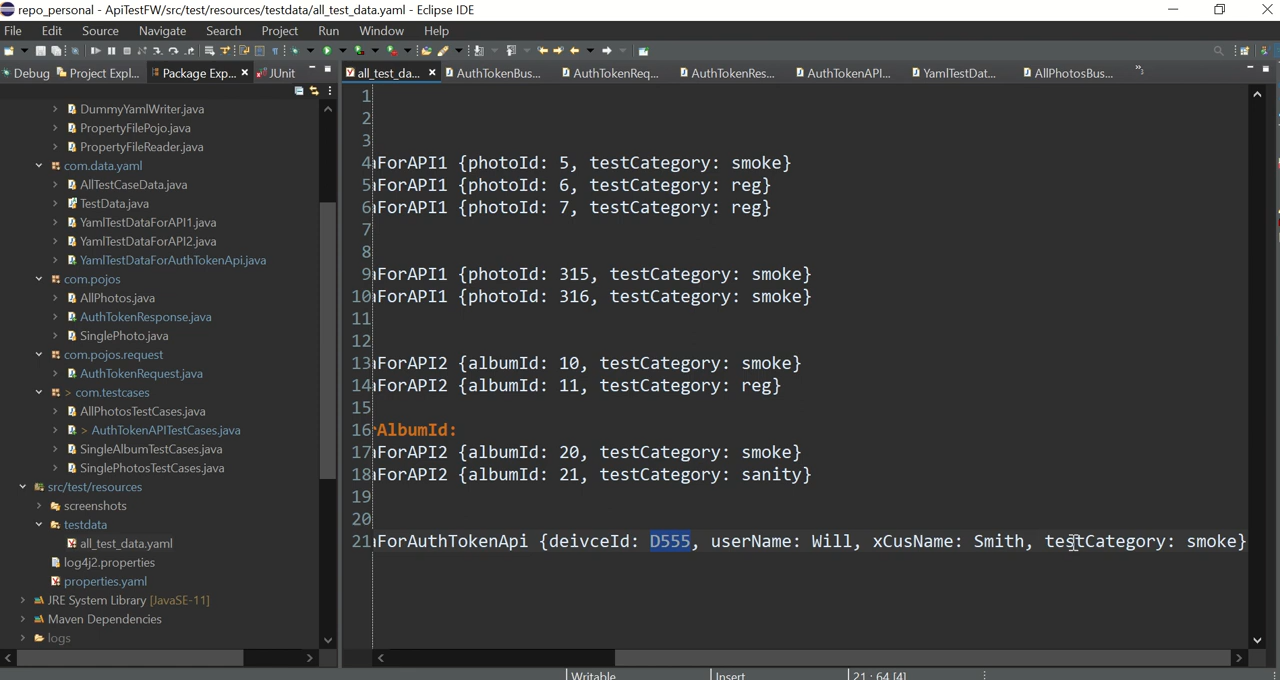 repo_personal - ApiTestFW/src/test/resources/testdata/all_test_data.yaml - Eclipse IDE
File Edit Source Navigate Search Project Run Window Help
Debug Project Expl... Package Exp... JUnit
all_test_da... AuthTokenBus... AuthTokenReq... AuthTokenRes... AuthTokenAPI... YamlTestDat... AllPhotosBus...
DummyYamlWriter.java
PropertyFilePojo.java
PropertyFileReader.java
com.data.yaml
AllTestCaseData.java
TestData.java
YamlTestDataForAPI1.java
YamlTestDataForAPI2.java
YamlTestDataForAuthTokenApi.java
com.pojos
AllPhotos.java
AuthTokenResponse.java
SinglePhoto.java
com.pojos.request
AuthTokenRequest.java
> com.testcases
AllPhotosTestCases.java
> AuthTokenAPITestCases.java
SingleAlbumTestCases.java
SinglePhotosTestCases.java
src/test/resources
screenshots
testdata
all_test_data.yaml
log4j2.properties
properties.yaml
JRE System Library [JavaSE-11]
Maven Dependencies
logs
1
2
3
4 ForAPI1 {photoId: 5, testCategory: smoke}
5 ForAPI1 {photoId: 6, testCategory: reg}
6 ForAPI1 {photoId: 7, testCategory: reg}
7
8
9 ForAPI1 {photoId: 315, testCategory: smoke}
10 ForAPI1 {photoId: 316, testCategory: smoke}
11
12
13 ForAPI2 {albumId: 10, testCategory: smoke}
14 ForAPI2 {albumId: 11, testCategory: reg}
15
16 AlbumId:
17 ForAPI2 {albumId: 20, testCategory: smoke}
18 ForAPI2 {albumId: 21, testCategory: sanity}
19
20
21 ForAuthTokenApi {deivceId: D555, userName: Will, xCusName: Smith, testCategory: smoke}
Writable Insert 21 : 64 [4]